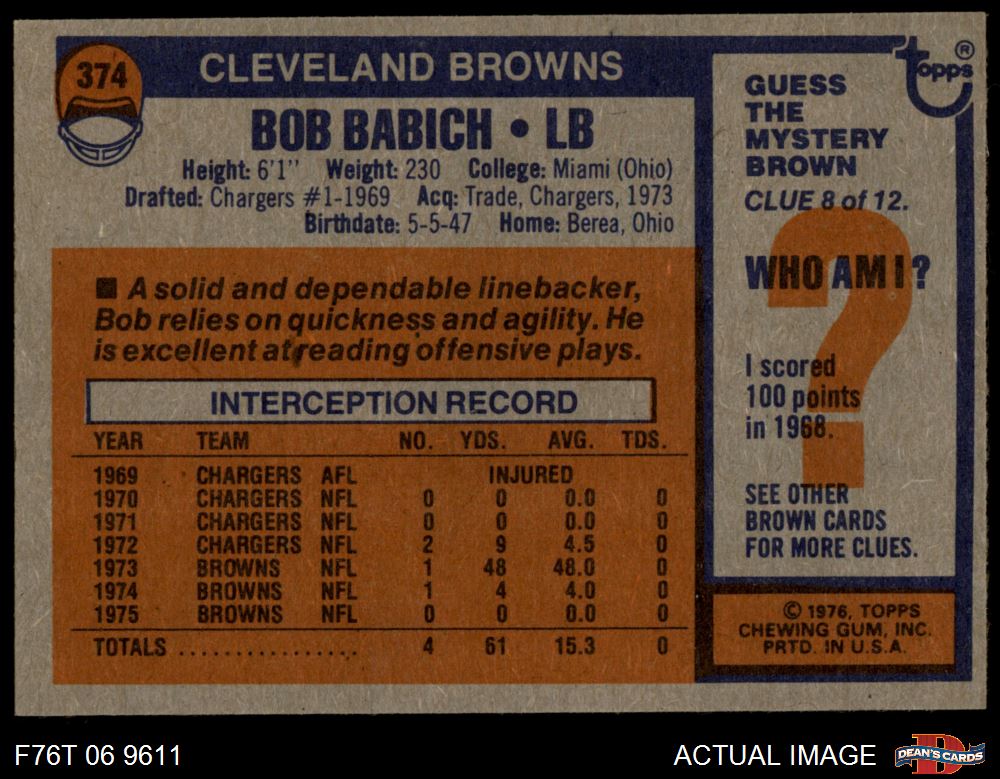 374
CLEVELAND BROWNS
BOB BABICH • LB
Height: 6'1" Weight: 230 College: Miami (Ohio)
Drafted: Chargers #1-1969 Acq: Trade, Chargers, 1973
Birthdate: 5-5-47 Home: Berea, Ohio
■ A solid and dependable linebacker,
Bob relies on quickness and agility. He
is excellent at reading offensive plays.
INTERCEPTION RECORD
YEAR TEAM NO. YDS. AVG. TDS.
1969 CHARGERS AFL INJURED
1970 CHARGERS NFL 0 0 0.0 0
1971 CHARGERS NFL 0 0 0.0 0
1972 CHARGERS NFL 2 9 4.5 0
1973 BROWNS NFL 1 48 48.0 0
1974 BROWNS NFL 1 4 4.0 0
1975 BROWNS NFL 0 0 0.0 0
TOTALS ................ 4 61 15.3 0
topps ®
GUESS
THE
MYSTERY
BROWN
CLUE 8 of 12.
?
WHO AM I?
I scored
100 points
in 1968.
SEE OTHER
BROWN CARDS
FOR MORE CLUES.
© 1976, TOPPS
CHEWING GUM, INC.
PRTD. IN U.S.A.
F76T 06 9611
ACTUAL IMAGE
DEAN'S CARDS